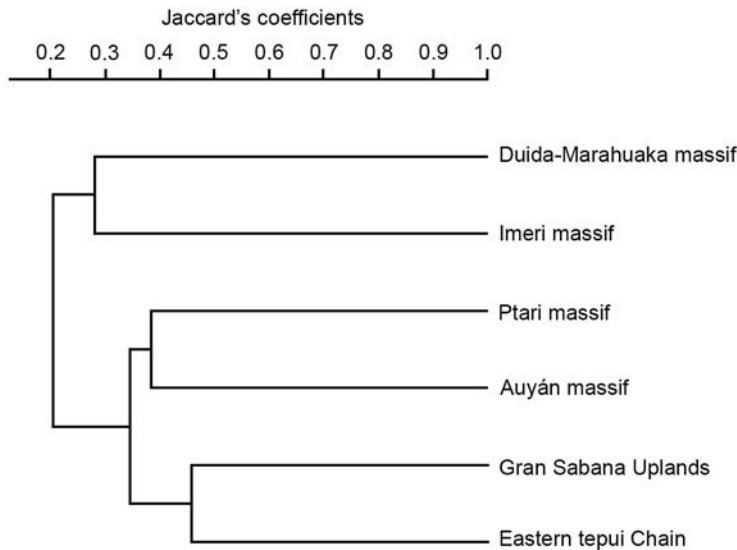 Jaccard's coefficients
0.2 0.3 0.4 0.5 0.6 0.7 0.8 0.9 1.0
Duida-Marahuaka massif
Imeri massif
Ptari massif
Auyán massif
Gran Sabana Uplands
Eastern tepui Chain